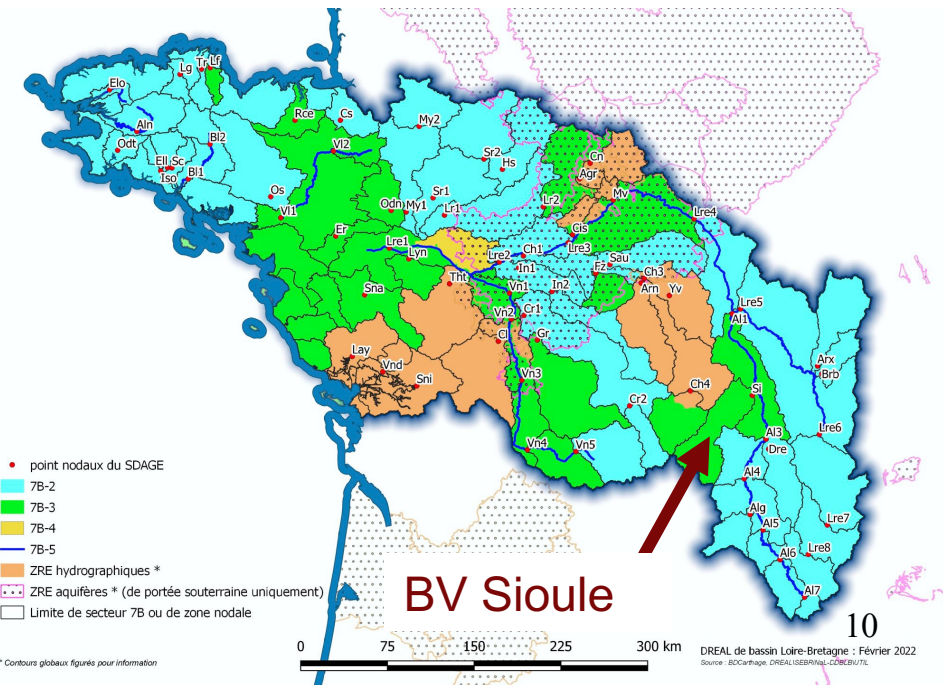 Elo
Lg
Tr
Lf
Aln
Odt
Ell
Sc
Iso
Bl1
Bl2
Rce
Cs
Vl2
My2
Sr2
Hs
Os
Vl1
Odn
My1
Sr1
Lr1
Er
Lre1
Lyn
Tht
Sna
Lre2
Ch1
In1
Cn
Agr
Mv
Lr2
Cis
Lre3
Lre4
Sau
Fz
Ch3
Arn
Yv
In2
Vn1
Vn2
Cr1
Cl
Gr
Lay
Vnd
Sni
Vn3
Cr2
Ch4
Vn4
Vn5
Lre5
Al1
Arx
Brb
Si
Lre6
Al3
Dre
Al4
Alg
Al5
Lre7
Al6
Lre8
Al7
BV Sioule
point nodaux du SDAGE
7B-2
7B-3
7B-4
7B-5
ZRE hydrographiques *
ZRE aquifères * (de portée souterraine uniquement)
Limite de secteur 7B ou de zone nodale
0 75 150 225 300 km
* Contours globaux figurés pour information
10
DREAL de bassin Loire-Bretagne : Février 2022
Source : BDCarthage,